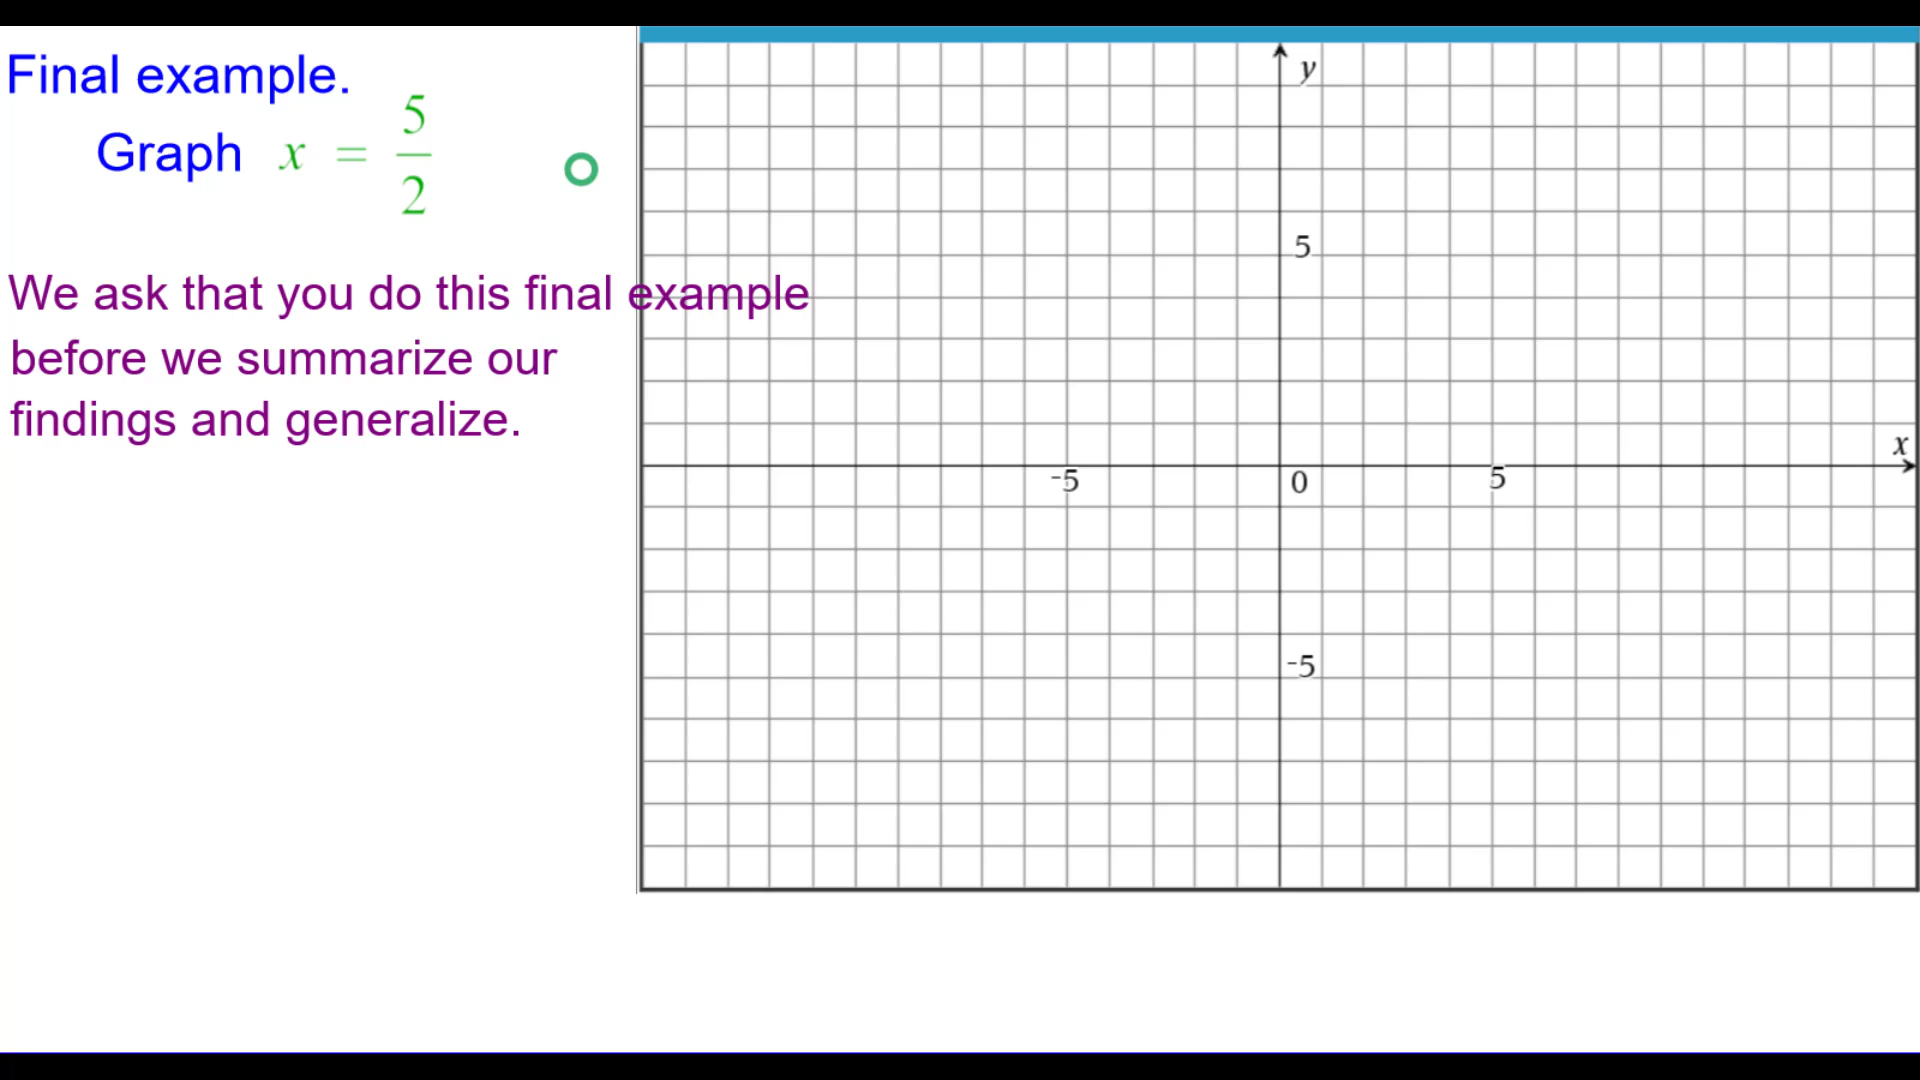 Final example.
Graph x = 5/2
We ask that you do this final example
before we summarize our
findings and generalize.
y
5
x
-5 0 5
-5